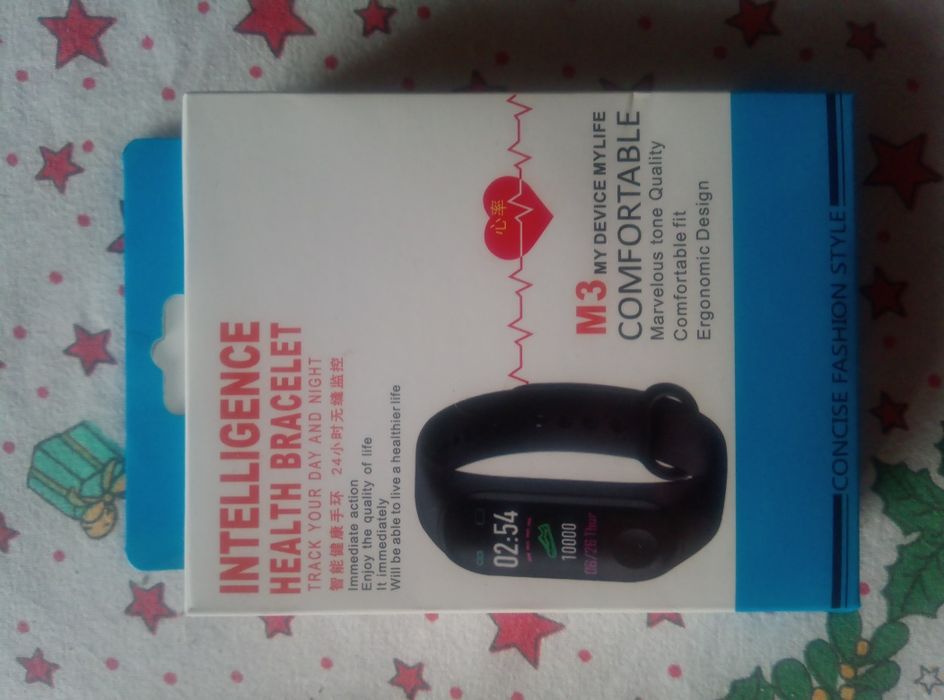 INTELLIGENCE
HEALTH BRACELET
TRACK YOUR DAY AND NIGHT
智能健康手环 24小时无缝监控
Immediate action
Enjoy the quality of life
It immediately
Will be able to live a healthier life
心率
02:54
10000
06/26 Thur
M3 MY DEVICE MYLIFE
COMFORTABLE
Marvelous tone Quality
Comfortable fit
Ergonomic Design
CONCISE FASHION STYLE